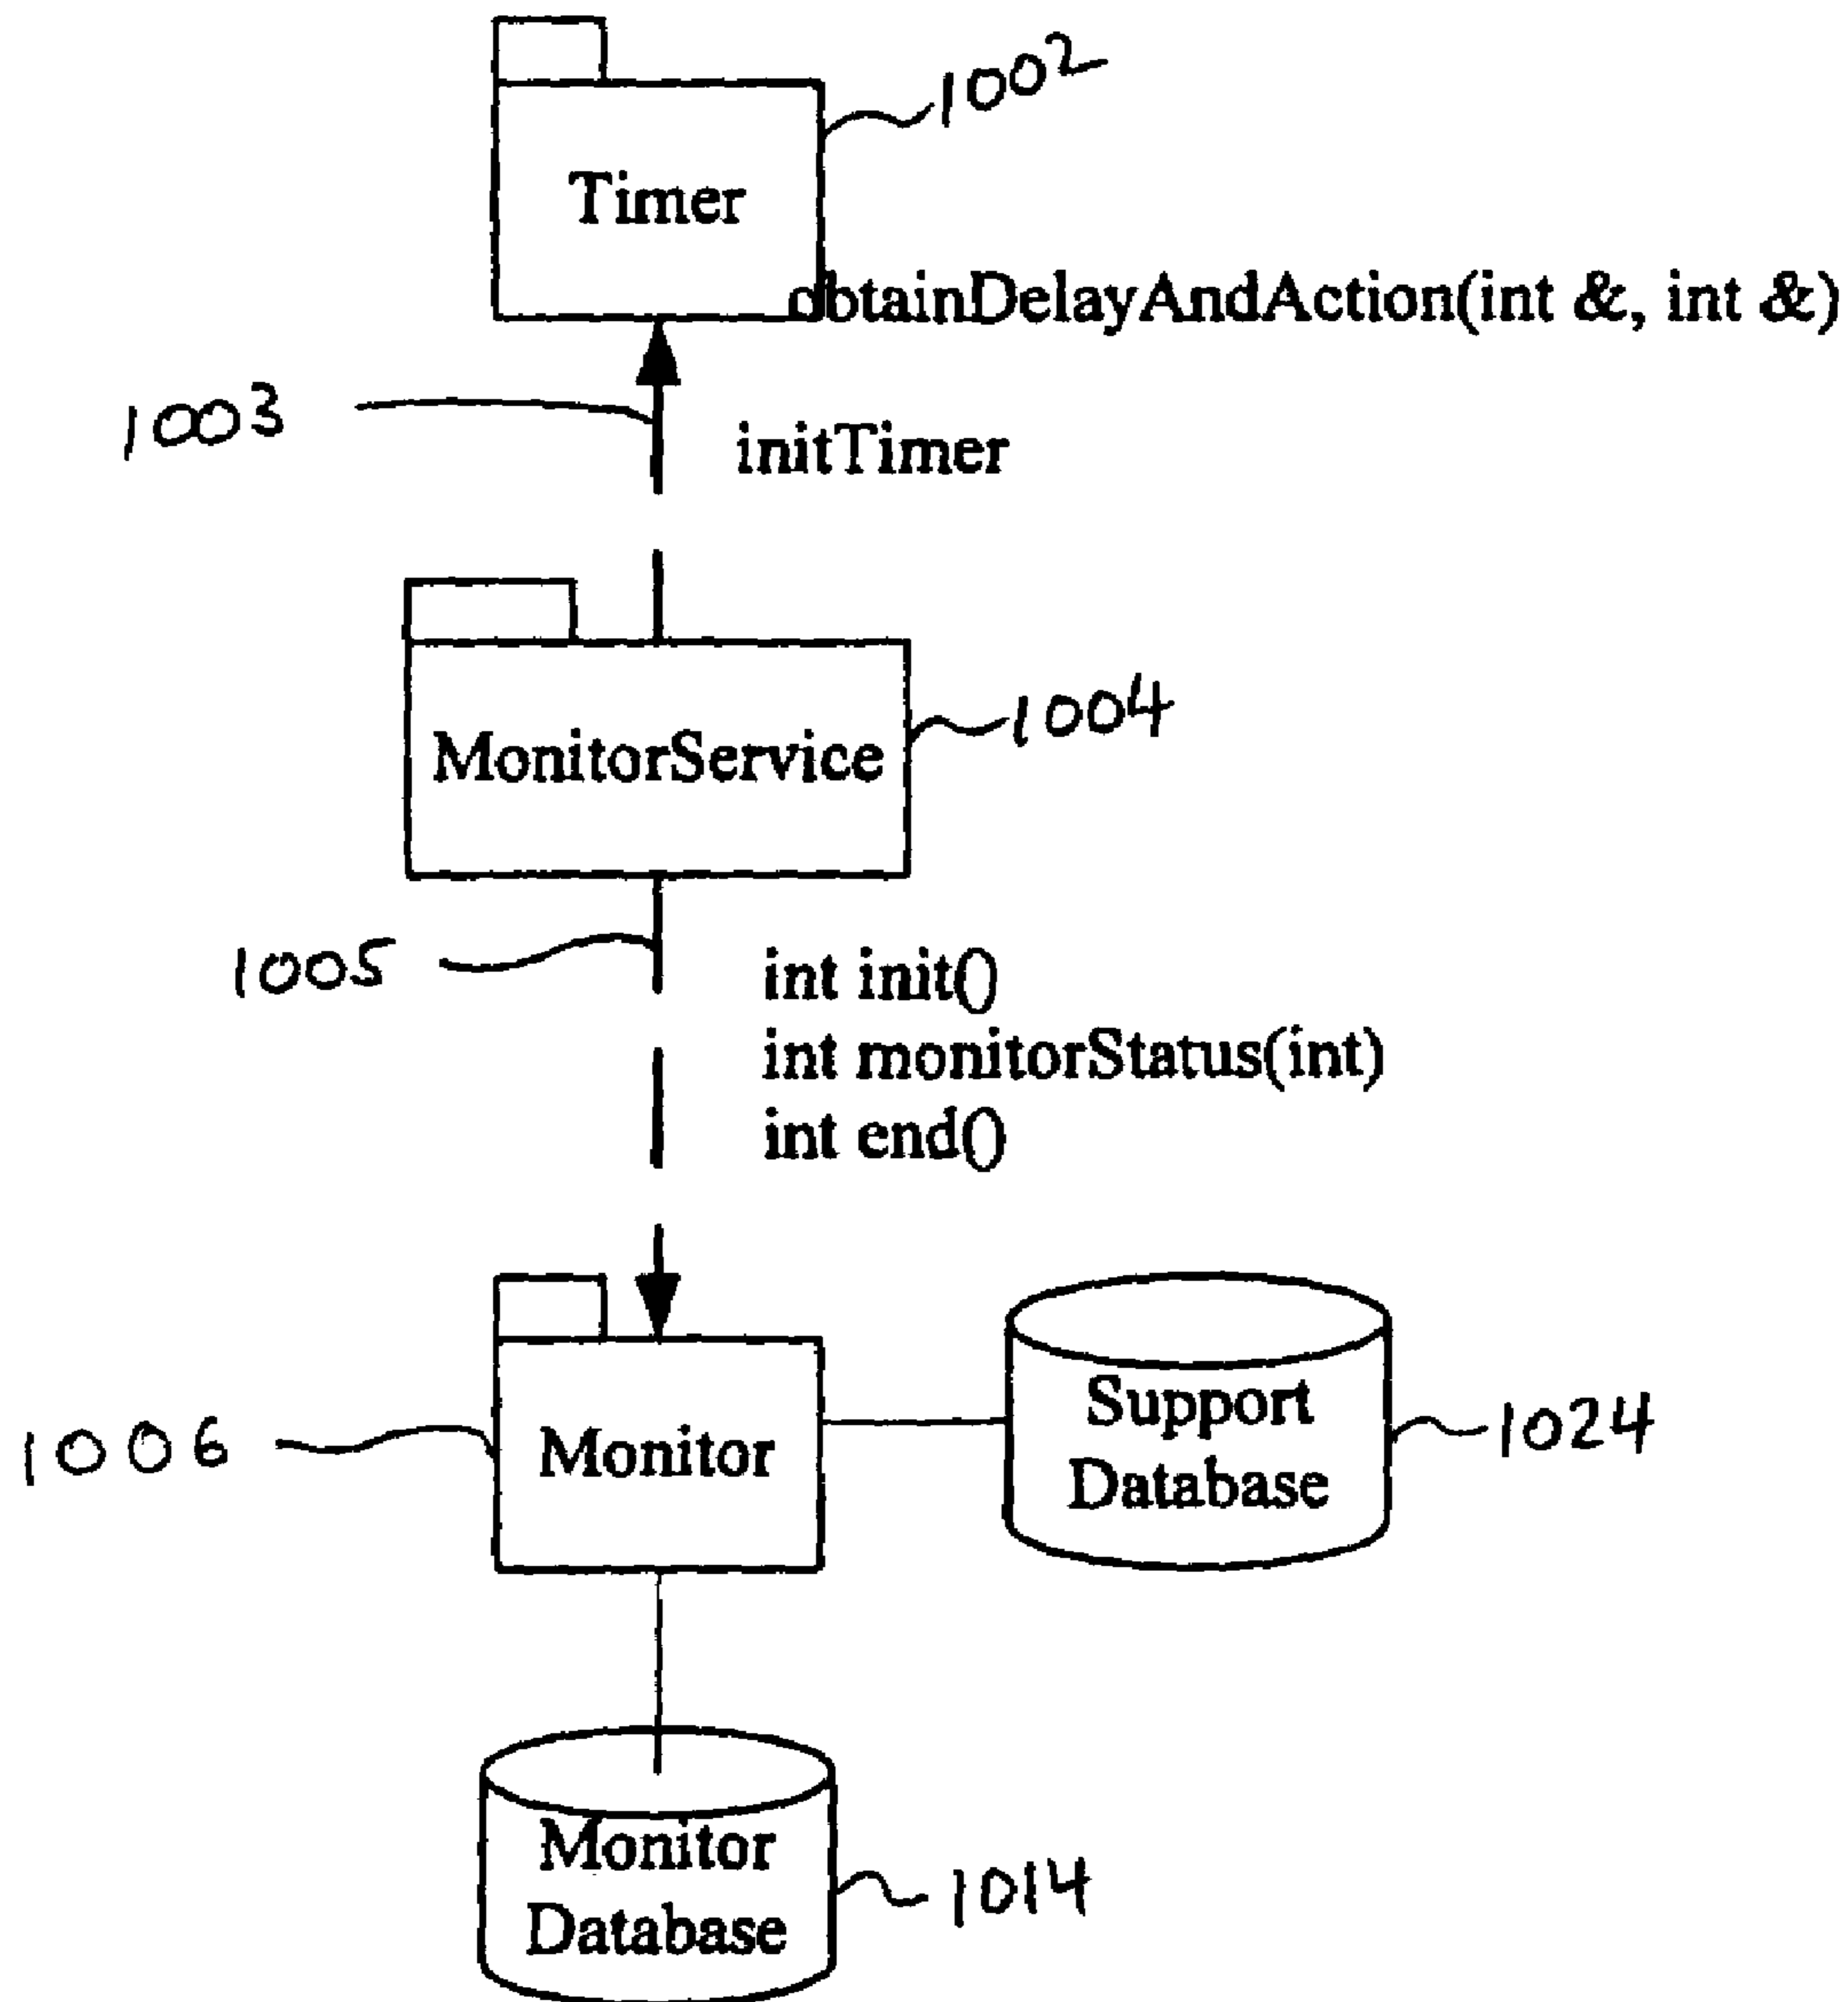 1002
Timer
obtainDelayAndAction(int &, int &)
1003
initTimer
1004
MonitorService
1005
int init()
int monitorStatus(int)
int end()
1006
Monitor
Support
Database
1024
Monitor
Database
1014